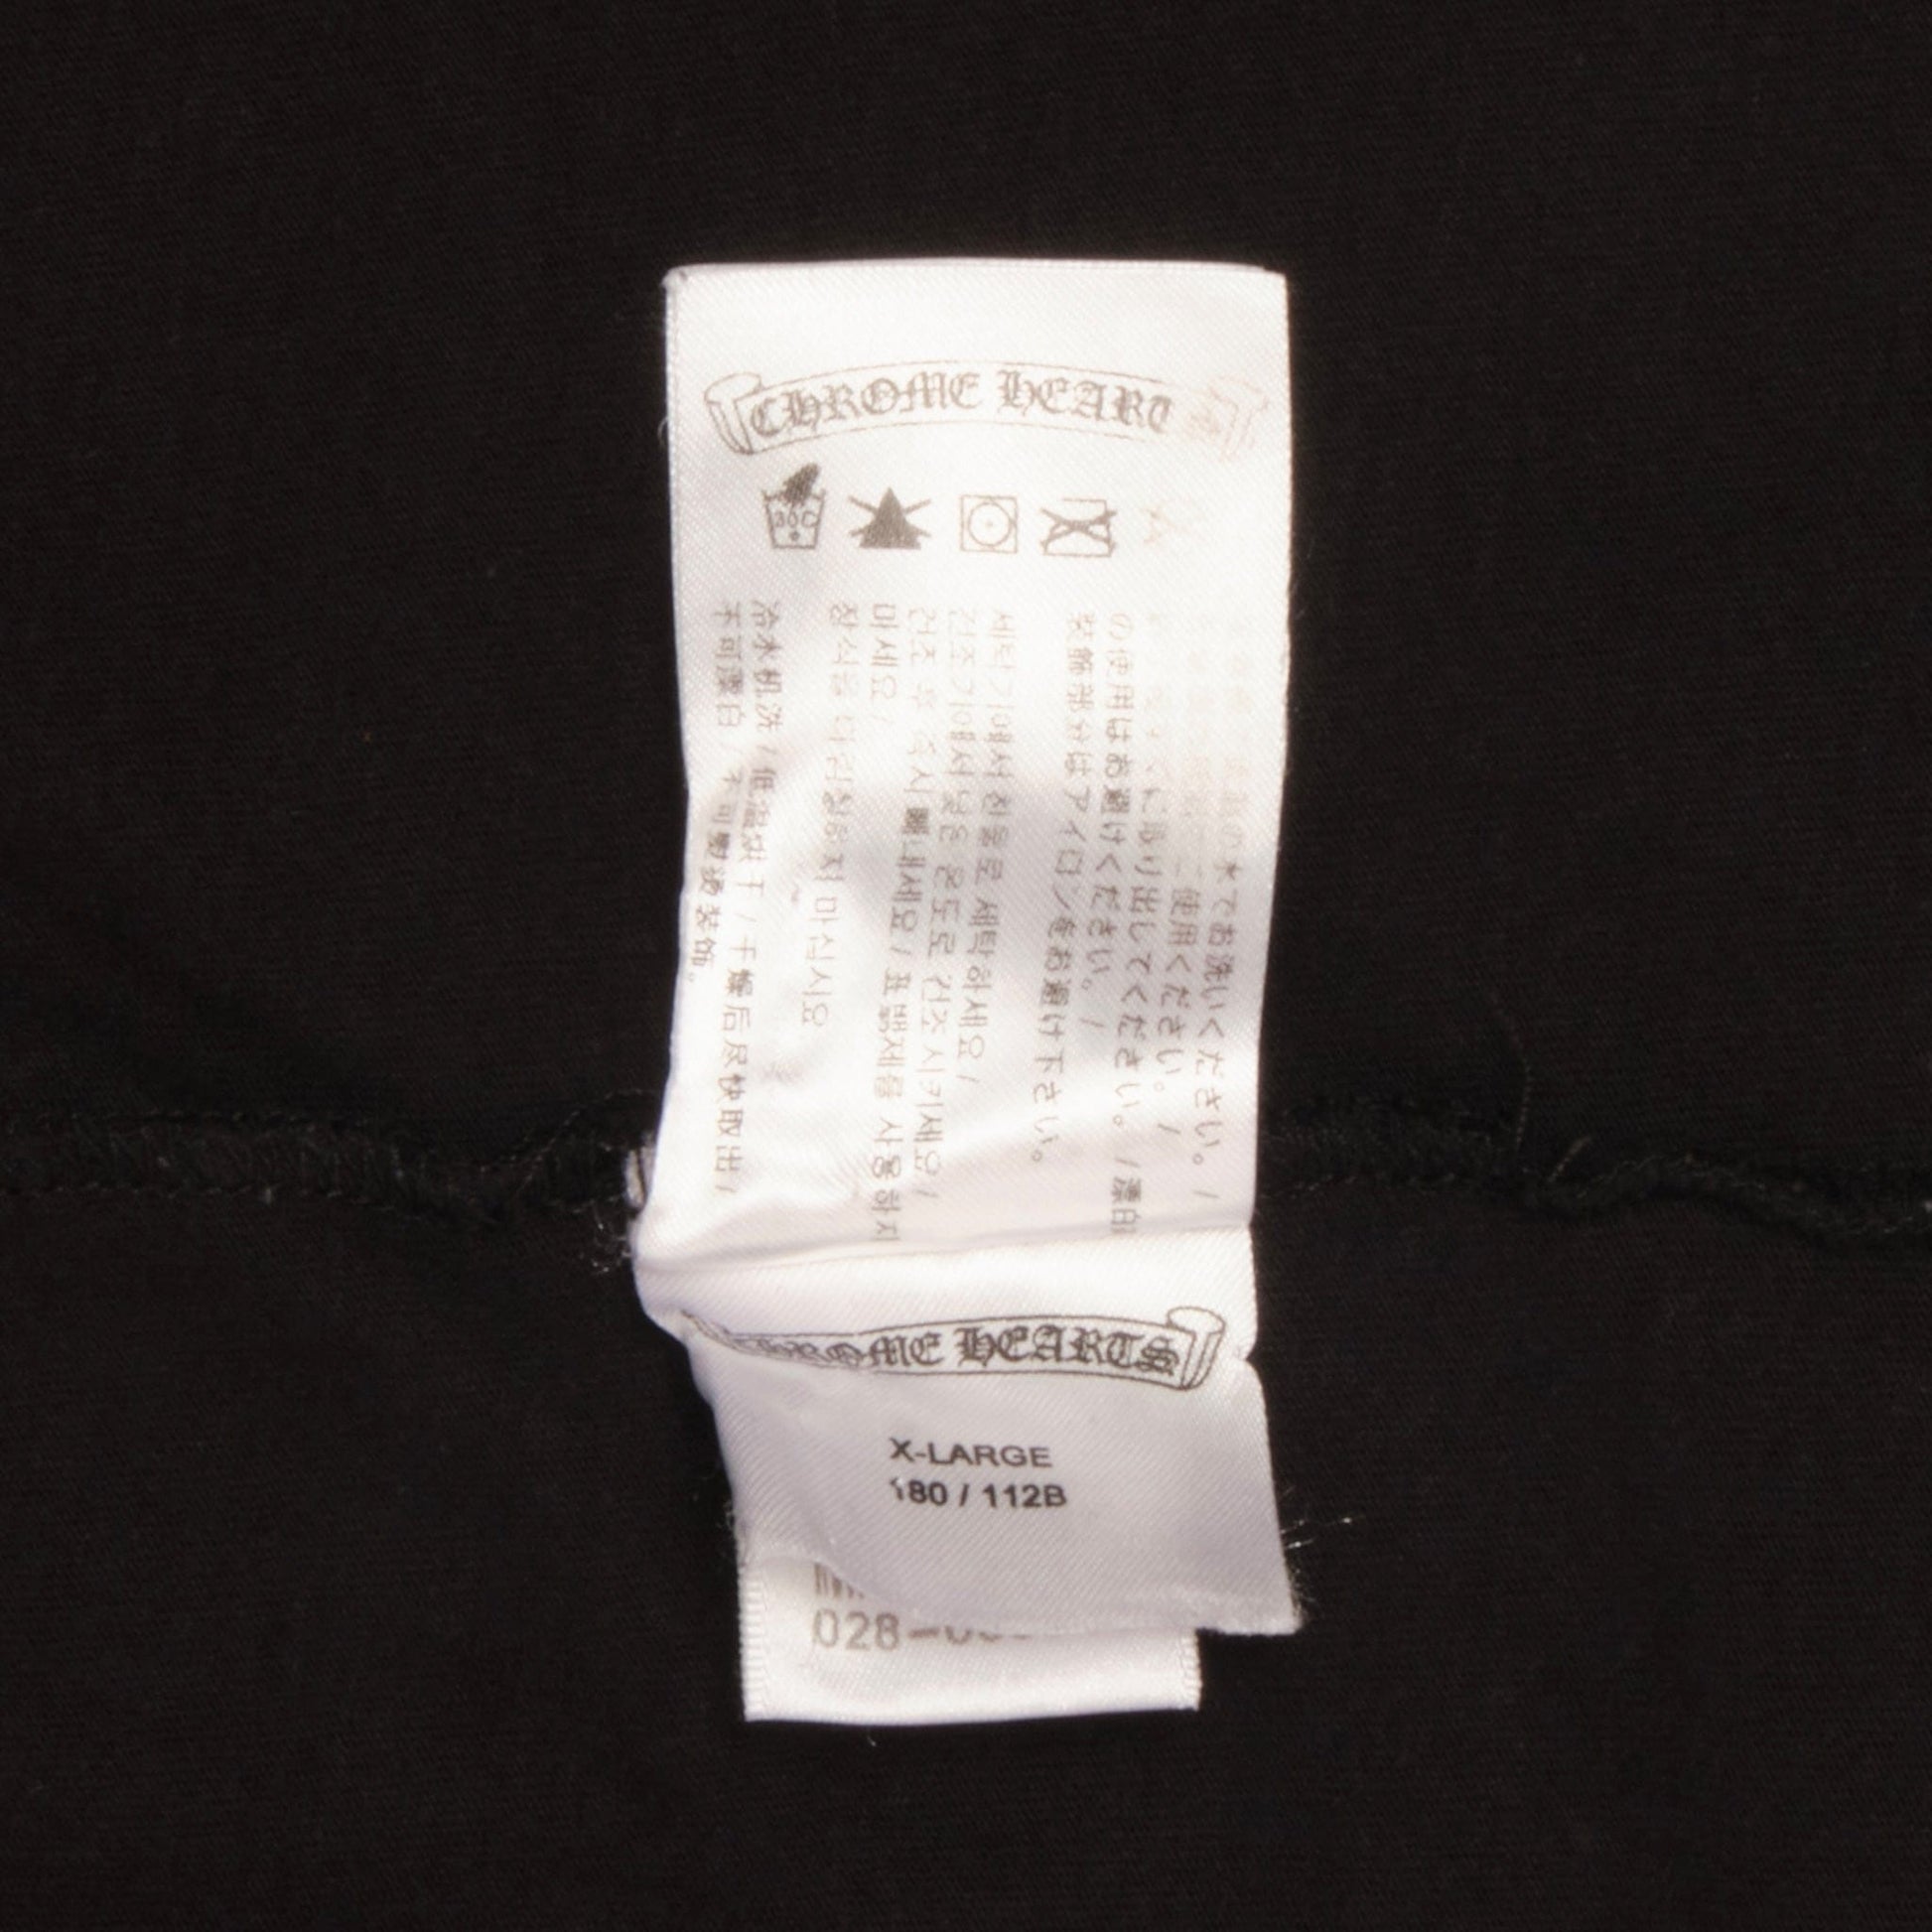 CHROME HEART
30C
の使用はお避けください。/
装飾部分はアイロンをお避け下さい。
세탁기에서 찬물로 세탁하세요 /
건조기에서 낮은 온도로 건조시키세요 /
건조 후 즉시 빼내세요 / 표백제를 사용하지
마세요 /
장식을 다림질하지 마십시요
冷水机洗 / 低温烘干 / 干燥后尽快取出 /
不可漂白 / 不可熨烫装饰。
CHROME HEARTS
X-LARGE
180 / 112B
028-